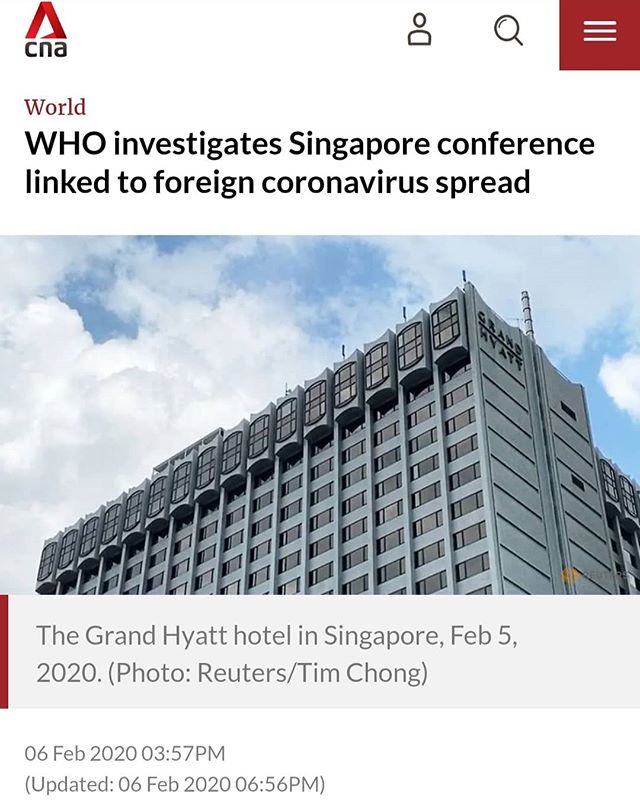 cna
World
WHO investigates Singapore conference
linked to foreign coronavirus spread
GRAND
HYATT
REUTERS
The Grand Hyatt hotel in Singapore, Feb 5,
2020. (Photo: Reuters/Tim Chong)
06 Feb 2020 03:57PM
(Updated: 06 Feb 2020 06:56PM)